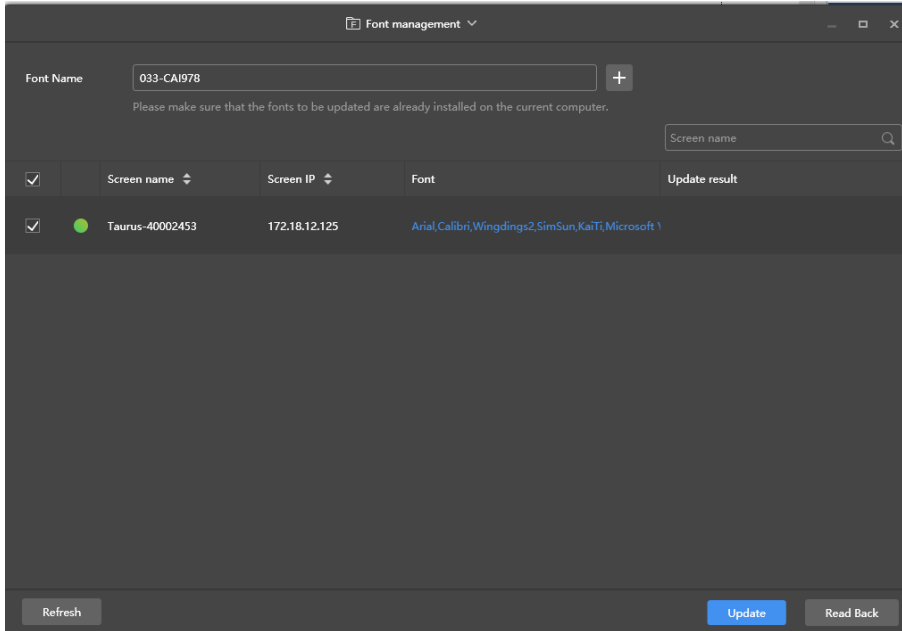 Font management
Font Name
033-CAI978
Please make sure that the fonts to be updated are already installed on the current computer.
Screen name
Screen name Screen IP Font Update result
Taurus-40002453 172.18.12.125 Arial,Calibri,Wingdings2,SimSun,KaiTi,Microsoft
Refresh Update Read Back